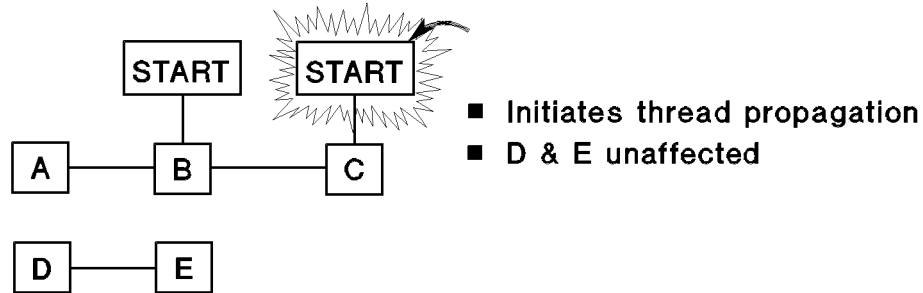 START START
■ Initiates thread propagation
■ D & E unaffected
A B C
D E